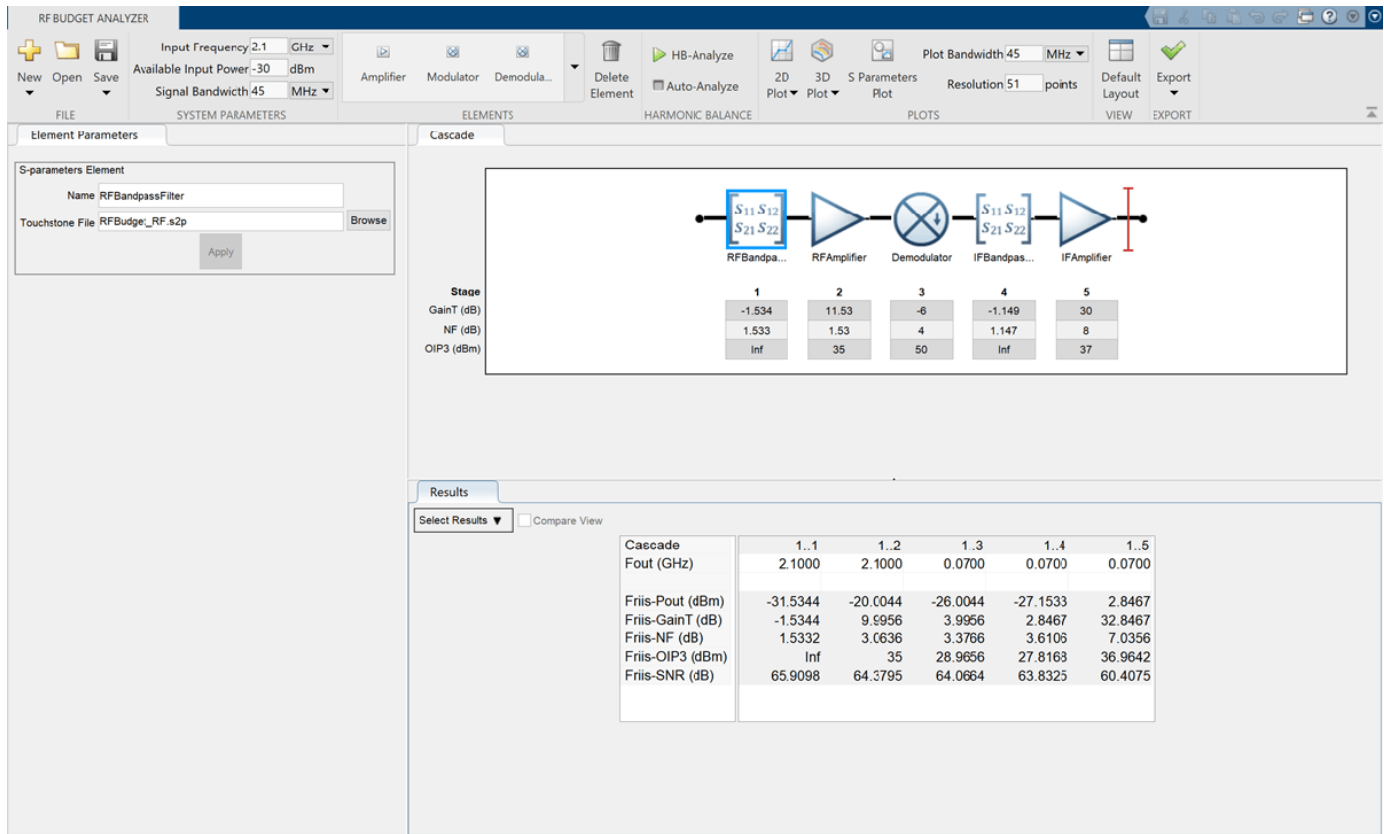 RF BUDGET ANALYZER
New Open Save
Input Frequency 2.1 GHz
Available Input Power -30 dBm
Signal Bandwidth 45 MHz
Amplifier Modulator Demodula...
Delete Element
HB-Analyze
Auto-Analyze
2D Plot 3D Plot S Parameters Plot
Plot Bandwidth 45 MHz
Resolution 51 points
Default Layout
Export
FILE SYSTEM PARAMETERS ELEMENTS HARMONIC BALANCE PLOTS VIEW EXPORT
Element Parameters
S-parameters Element
Name RFBandpassFilter
Touchstone File RFBudget_RF.s2p Browse
Apply
Cascade
S11 S12 S11 S12
S21 S22 S21 S22
RFBandpa... RFAmplifier Demodulator IFBandpas... IFAmplifier
Stage 1 2 3 4 5
GainT (dB) -1.534 11.53 -6 -1.149 30
NF (dB) 1.533 1.53 4 1.147 8
OIP3 (dBm) Inf 35 50 Inf 37
Results
Select Results ▼ Compare View
Cascade 1..1 1..2 1..3 1..4 1..5
Fout (GHz) 2.1000 2.1000 0.0700 0.0700 0.0700
Friis-Pout (dBm) -31.5344 -20.0044 -26.0044 -27.1533 2.8467
Friis-GainT (dB) -1.5344 9.9956 3.9956 2.8467 32.8467
Friis-NF (dB) 1.5332 3.0636 3.3766 3.6106 7.0356
Friis-OIP3 (dBm) Inf 35 28.9656 27.8168 36.9642
Friis-SNR (dB) 65.9098 64.3795 64.0664 63.8325 60.4075